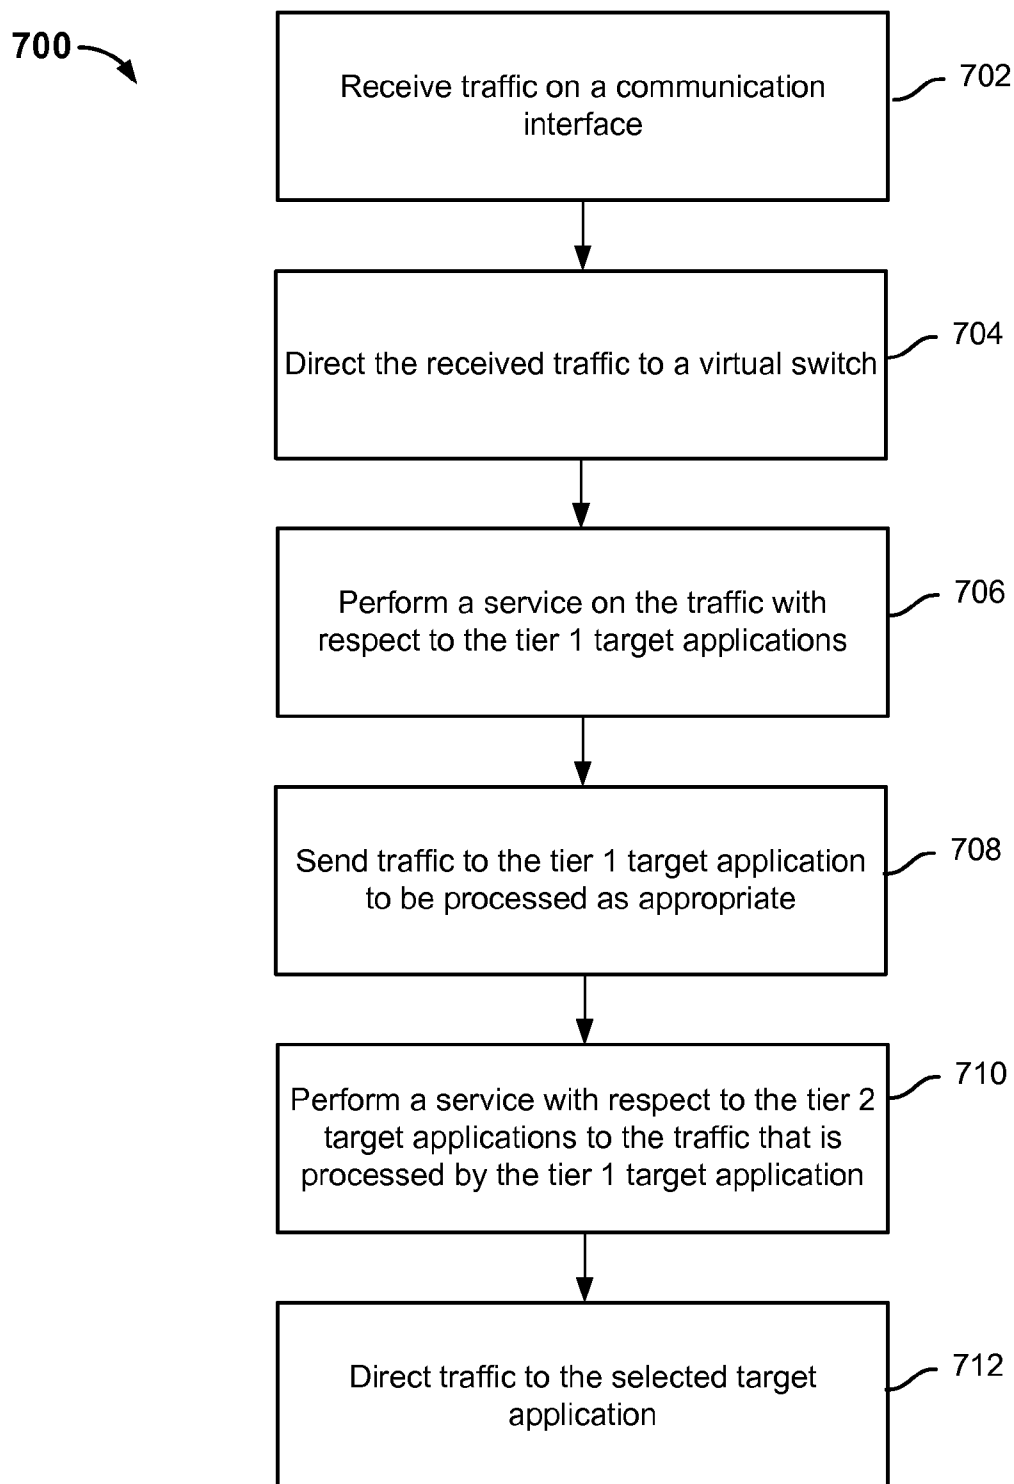 700
Receive traffic on a communication
interface
702
Direct the received traffic to a virtual switch
704
Perform a service on the traffic with
respect to the tier 1 target applications
706
Send traffic to the tier 1 target application
to be processed as appropriate
708
Perform a service with respect to the tier 2
target applications to the traffic that is
processed by the tier 1 target application
710
Direct traffic to the selected target
application
712